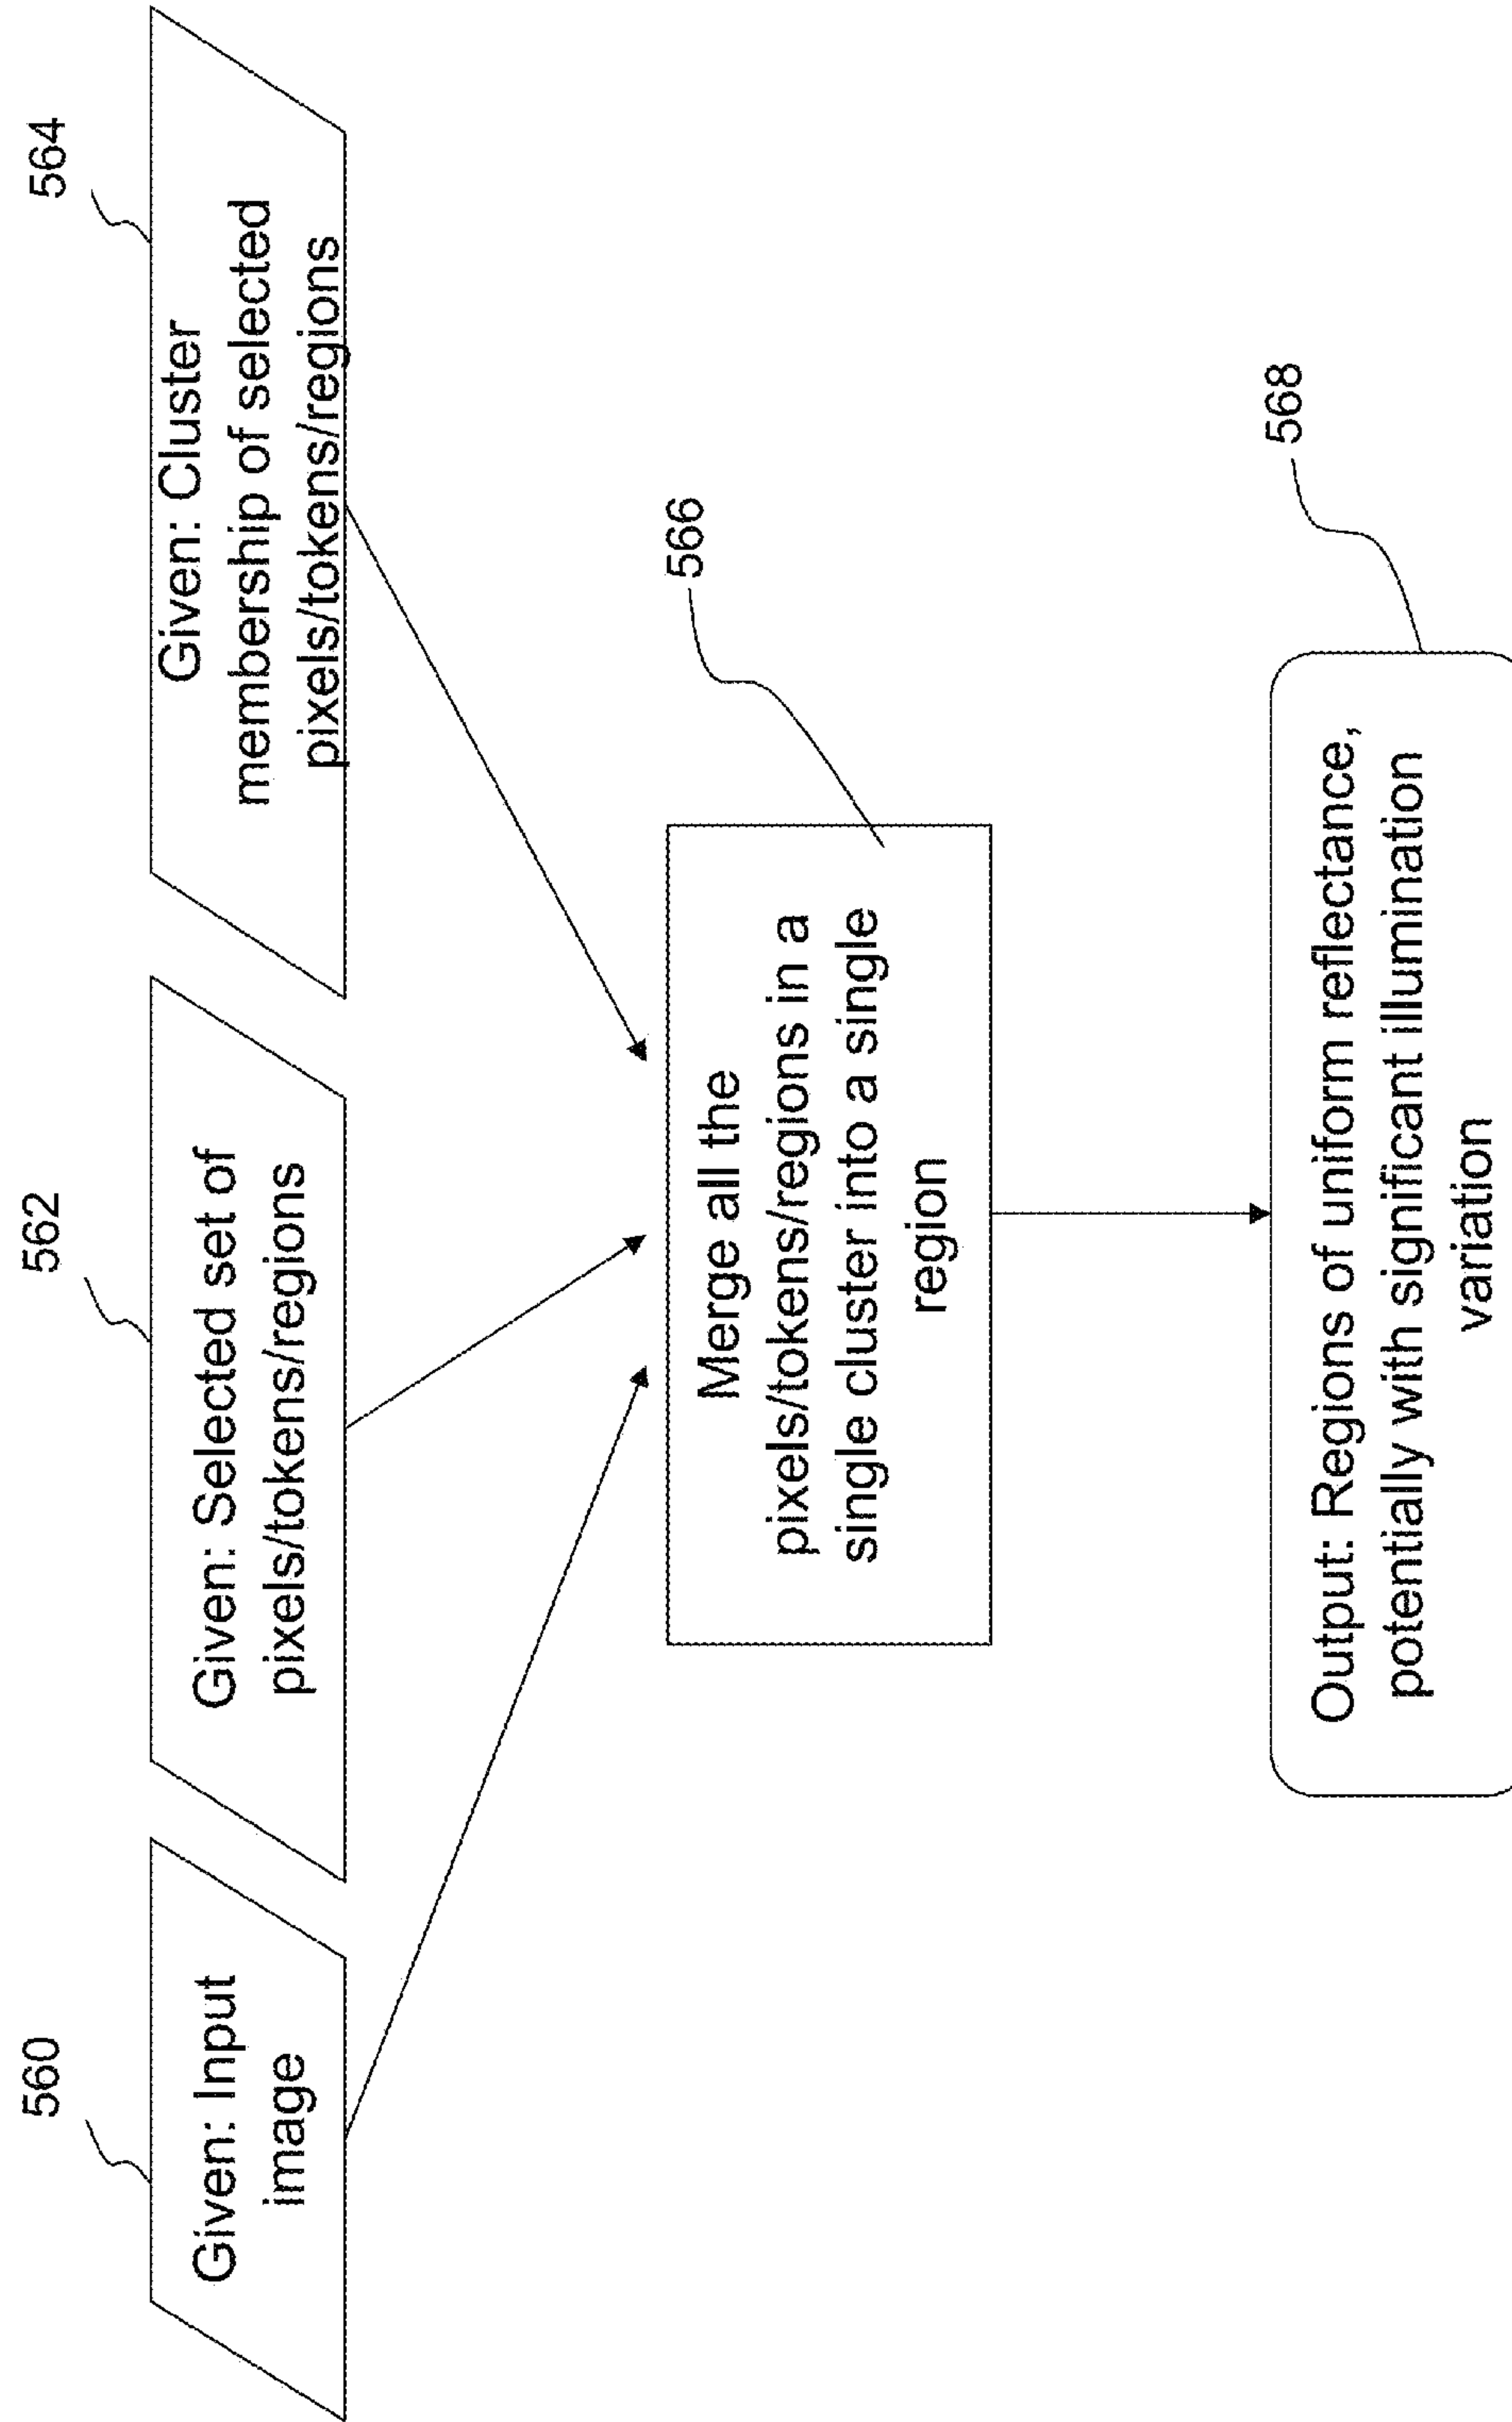 560
562
564
Given: Input
image
Given: Selected set of
pixels/tokens/regions
Given: Cluster
membership of selected
pixels/tokens/regions
566
Merge all the
pixels/tokens/regions in a
single cluster into a single
region
568
Output: Regions of uniform reflectance,
potentially with significant illumination
variation